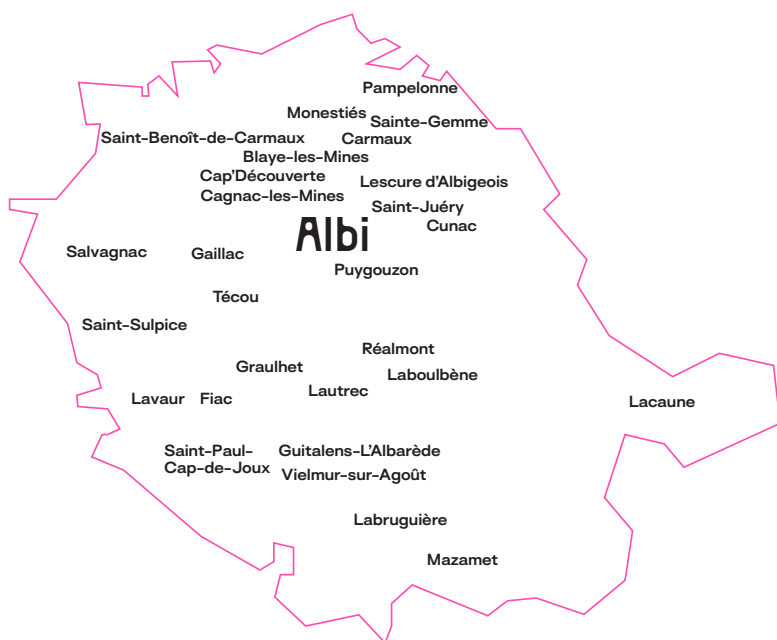 Pampelonne
Monestiés
Sainte-Gemme
Saint-Benoît-de-Carmaux
Carmaux
Blaye-les-Mines
Cap'Découverte
Lescure d'Albigeois
Cagnac-les-Mines
Saint-Juéry
Cunac
Albi
Salvagnac
Gaillac
Puygouzon
Técou
Saint-Sulpice
Réalmont
Graulhet
Laboulbène
Lautrec
Lavaur
Fiac
Lacaune
Saint-Paul-
Cap-de-Joux
Guitalens-L'Albarède
Vielmur-sur-Agoût
Labruguière
Mazamet